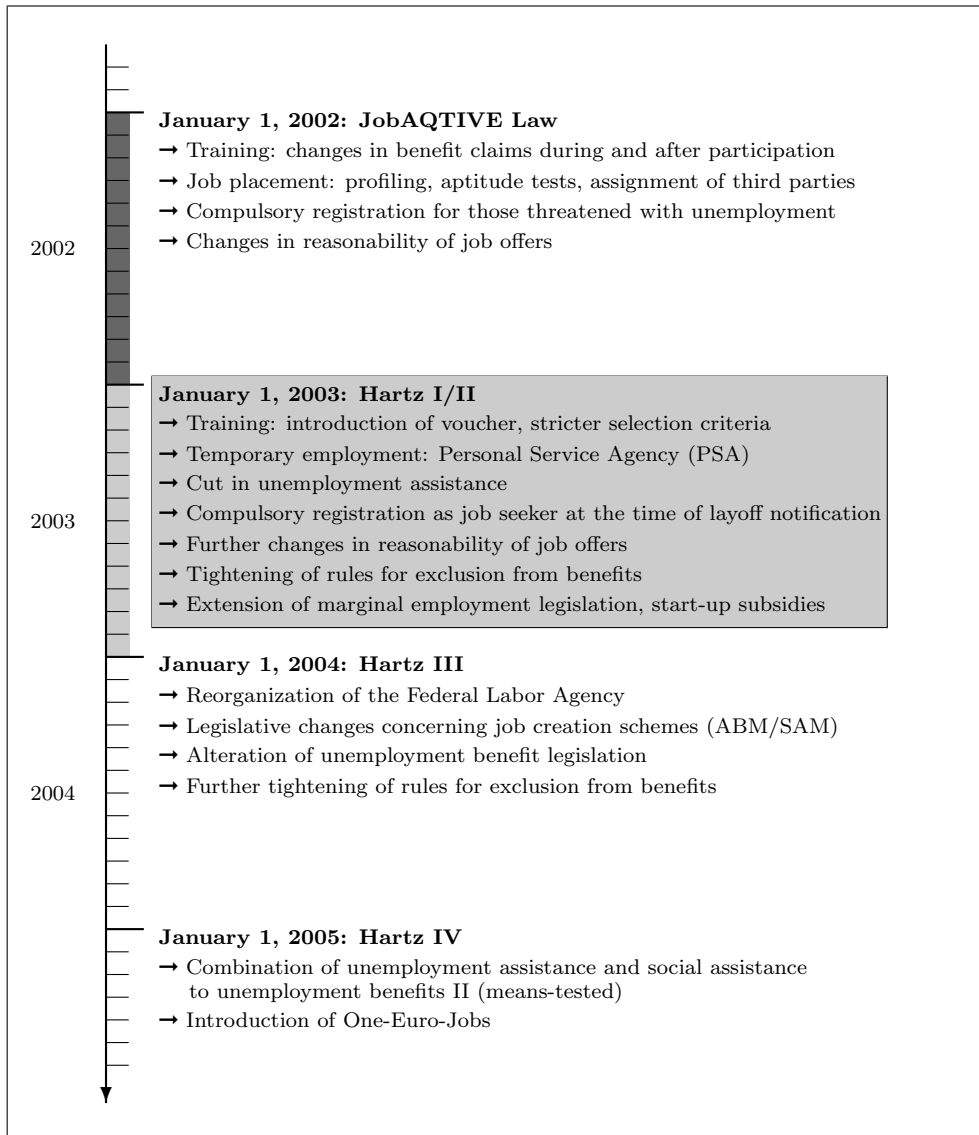 January 1, 2002: JobAQTIVE Law
→ Training: changes in benefit claims during and after participation
→ Job placement: profiling, aptitude tests, assignment of third parties
→ Compulsory registration for those threatened with unemployment
→ Changes in reasonability of job offers
2002
January 1, 2003: Hartz I/II
→ Training: introduction of voucher, stricter selection criteria
→ Temporary employment: Personal Service Agency (PSA)
→ Cut in unemployment assistance
→ Compulsory registration as job seeker at the time of layoff notification
2003
→ Further changes in reasonability of job offers
→ Tightening of rules for exclusion from benefits
→ Extension of marginal employment legislation, start-up subsidies
January 1, 2004: Hartz III
→ Reorganization of the Federal Labor Agency
→ Legislative changes concerning job creation schemes (ABM/SAM)
→ Alteration of unemployment benefit legislation
→ Further tightening of rules for exclusion from benefits
2004
January 1, 2005: Hartz IV
→ Combination of unemployment assistance and social assistance
to unemployment benefits II (means-tested)
→ Introduction of One-Euro-Jobs